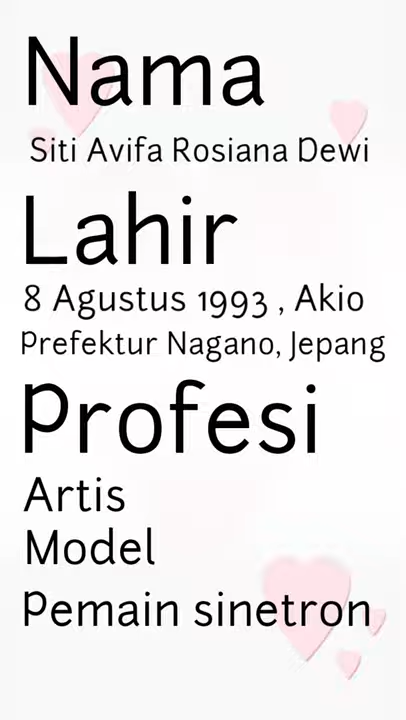 Nama
Siti Avifa Rosiana Dewi
Lahir
8 Agustus 1993 , Akio
Prefektur Nagano, Jepang
Profesi
Artis
Model
Pemain sinetron